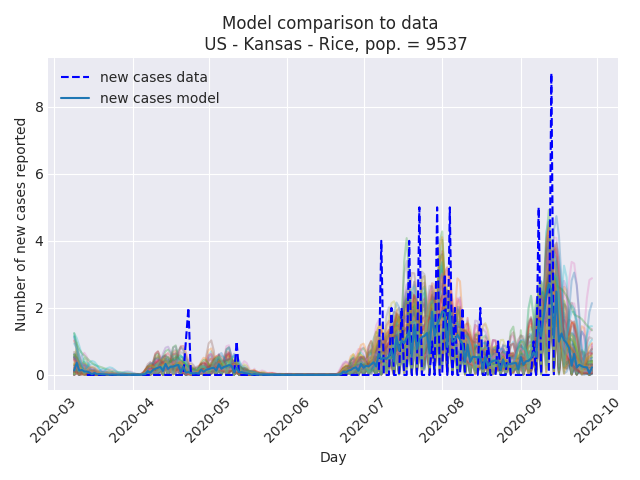 Model comparison to data
US - Kansas - Rice, pop. = 9537
new cases data
new cases model
Number of new cases reported
8
6
4
2
0
2020-03
2020-04
2020-05
2020-06
2020-07
2020-08
2020-09
2020-10
Day